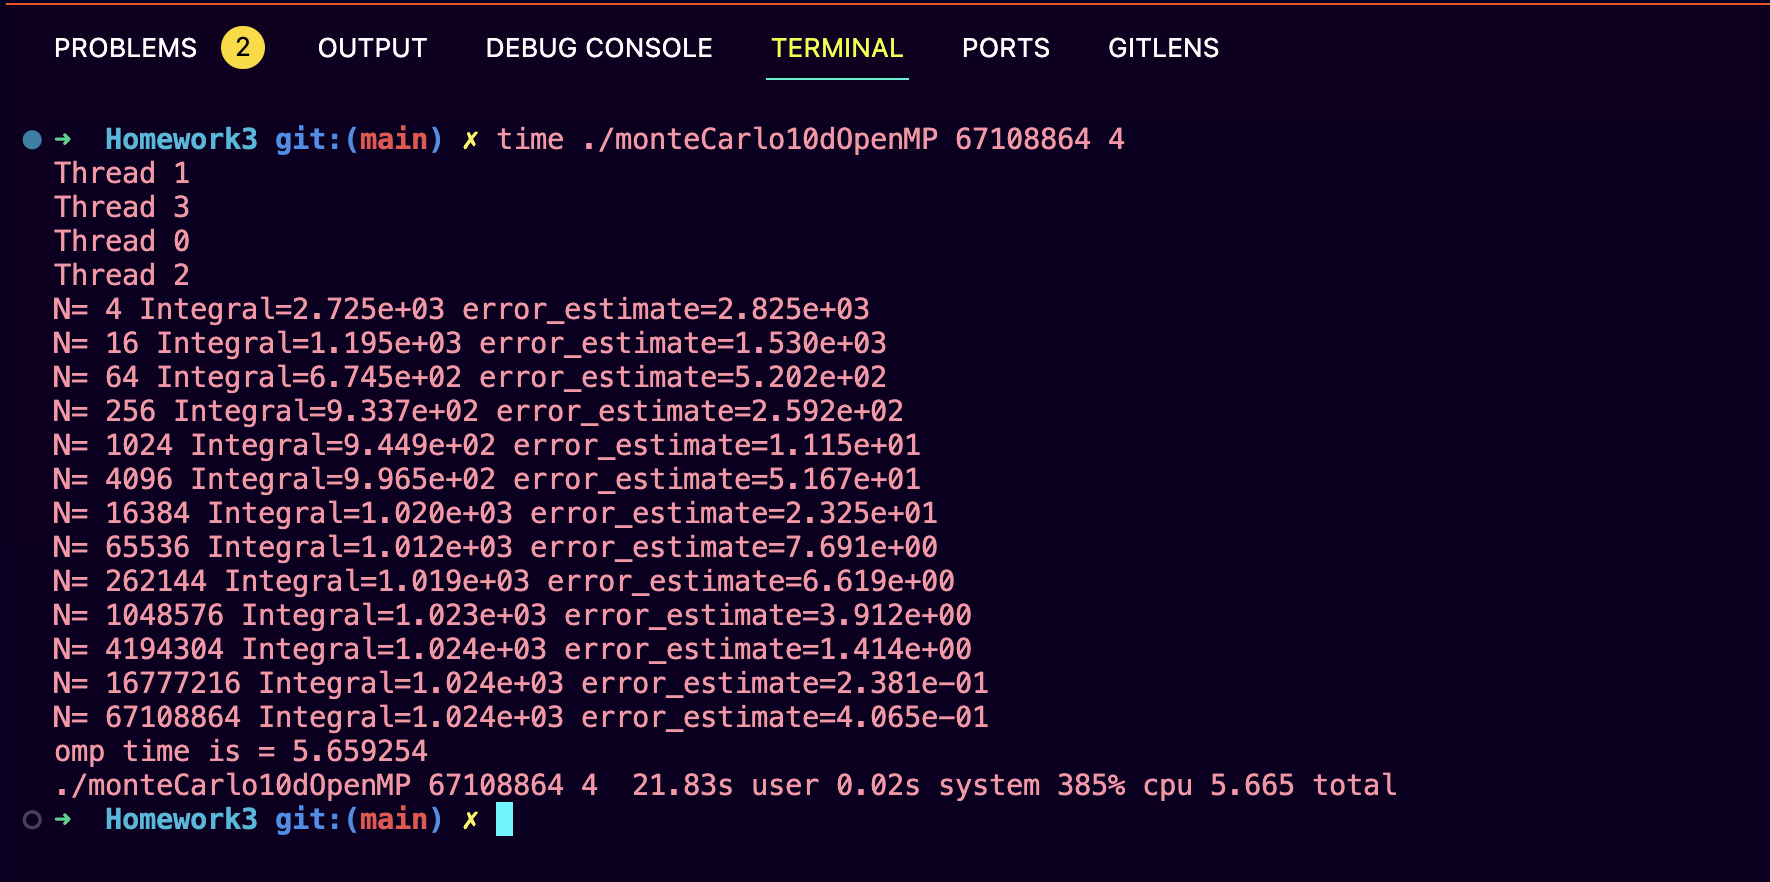 PROBLEMS 2 OUTPUT DEBUG CONSOLE TERMINAL PORTS GITLENS
➜ Homework3 git:(main) ✗ time ./monteCarlo10dOpenMP 67108864 4
Thread 1
Thread 3
Thread 0
Thread 2
N= 4 Integral=2.725e+03 error_estimate=2.825e+03
N= 16 Integral=1.195e+03 error_estimate=1.530e+03
N= 64 Integral=6.745e+02 error_estimate=5.202e+02
N= 256 Integral=9.337e+02 error_estimate=2.592e+02
N= 1024 Integral=9.449e+02 error_estimate=1.115e+01
N= 4096 Integral=9.965e+02 error_estimate=5.167e+01
N= 16384 Integral=1.020e+03 error_estimate=2.325e+01
N= 65536 Integral=1.012e+03 error_estimate=7.691e+00
N= 262144 Integral=1.019e+03 error_estimate=6.619e+00
N= 1048576 Integral=1.023e+03 error_estimate=3.912e+00
N= 4194304 Integral=1.024e+03 error_estimate=1.414e+00
N= 16777216 Integral=1.024e+03 error_estimate=2.381e-01
N= 67108864 Integral=1.024e+03 error_estimate=4.065e-01
omp time is = 5.659254
./monteCarlo10dOpenMP 67108864 4  21.83s user 0.02s system 385% cpu 5.665 total
➜ Homework3 git:(main) ✗